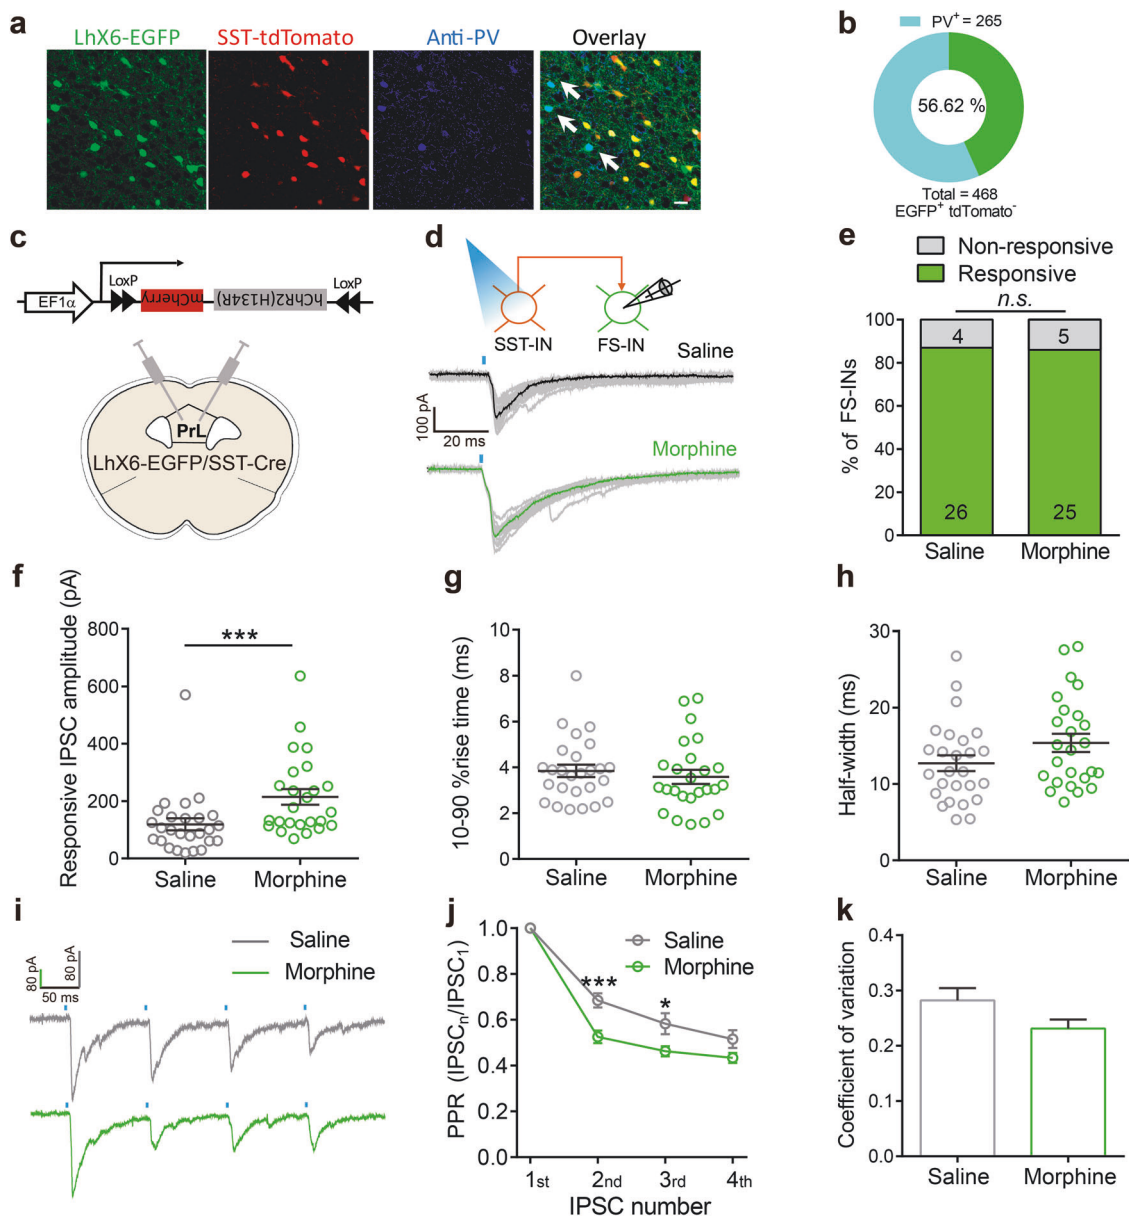 a
LhX6-EGFP
SST-tdTomato
Anti-PV
Overlay
b
PV+ = 265
56.62 %
Total = 468
EGFP+ tdTomato-
c
EF1α
LoxP
mCherry
hChR2(H134R)
LoxP
PrL
LhX6-EGFP/SST-Cre
d
SST-IN
FS-IN
Saline
100 pA
20 ms
Morphine
e
Non-responsive
Responsive
n.s.
% of FS-INs
100
80
60
40
20
0
4
5
26
25
Saline
Morphine
f
Responsive IPSC amplitude (pA)
800
600
400
200
0
***
Saline
Morphine
g
10-90 %rise time (ms)
10
8
6
4
2
0
Saline
Morphine
h
Half-width (ms)
30
20
10
0
Saline
Morphine
i
80 pA
80 pA
50 ms
Saline
Morphine
j
PPR (IPSCn/IPSC1)
1.0
0.8
0.6
0.4
0.2
0.0
Saline
Morphine
***
*
1st
2nd
3rd
4th
IPSC number
k
Coefficient of variation
0.4
0.3
0.2
0.1
0.0
Saline
Morphine